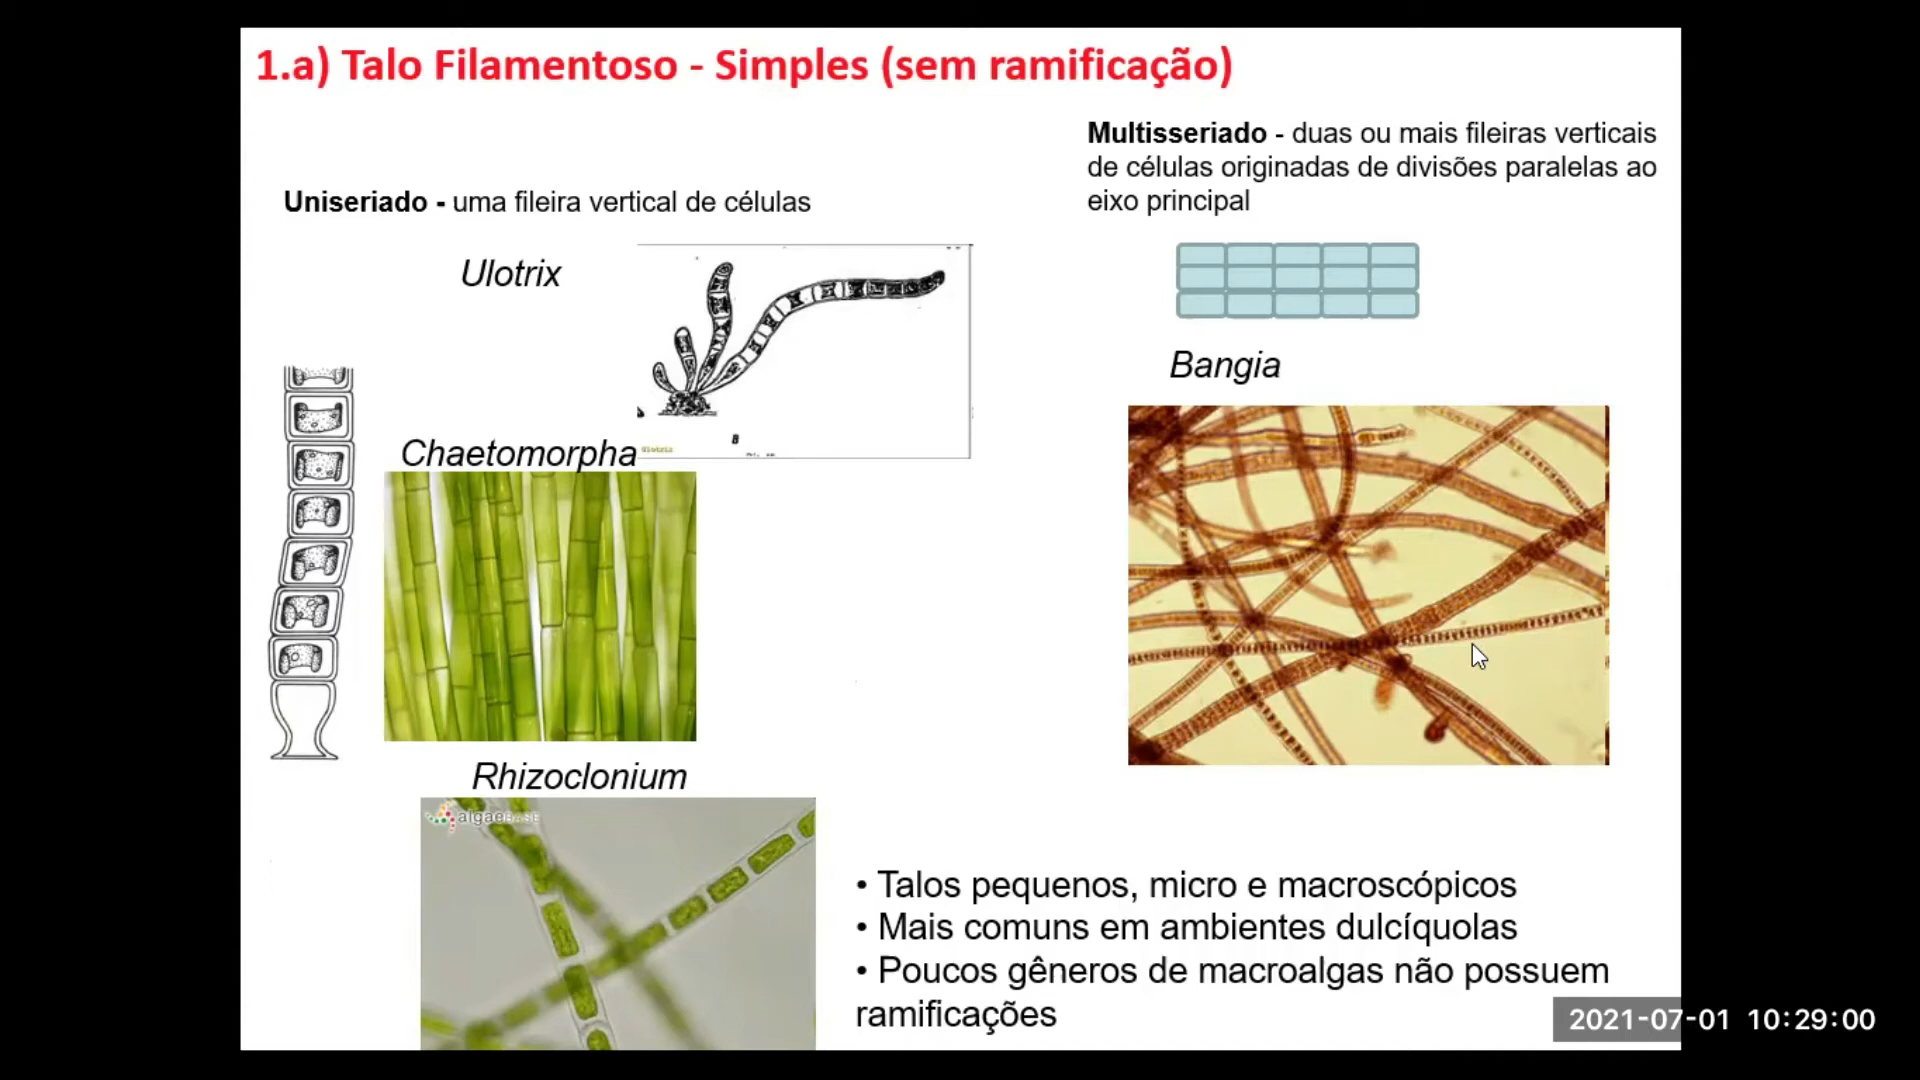 1.a) Talo Filamentoso - Simples (sem ramificação)
Multisseriado - duas ou mais fileiras verticais
de células originadas de divisões paralelas ao
eixo principal
Uniseriado - uma fileira vertical de células
Ulotrix
Bangia
B
Chaetomorpha
Rhizoclonium
algaeBASE
• Talos pequenos, micro e macroscópicos
• Mais comuns em ambientes dulcíquolas
• Poucos gêneros de macroalgas não possuem
ramificações
2021-07-01 10:29:00